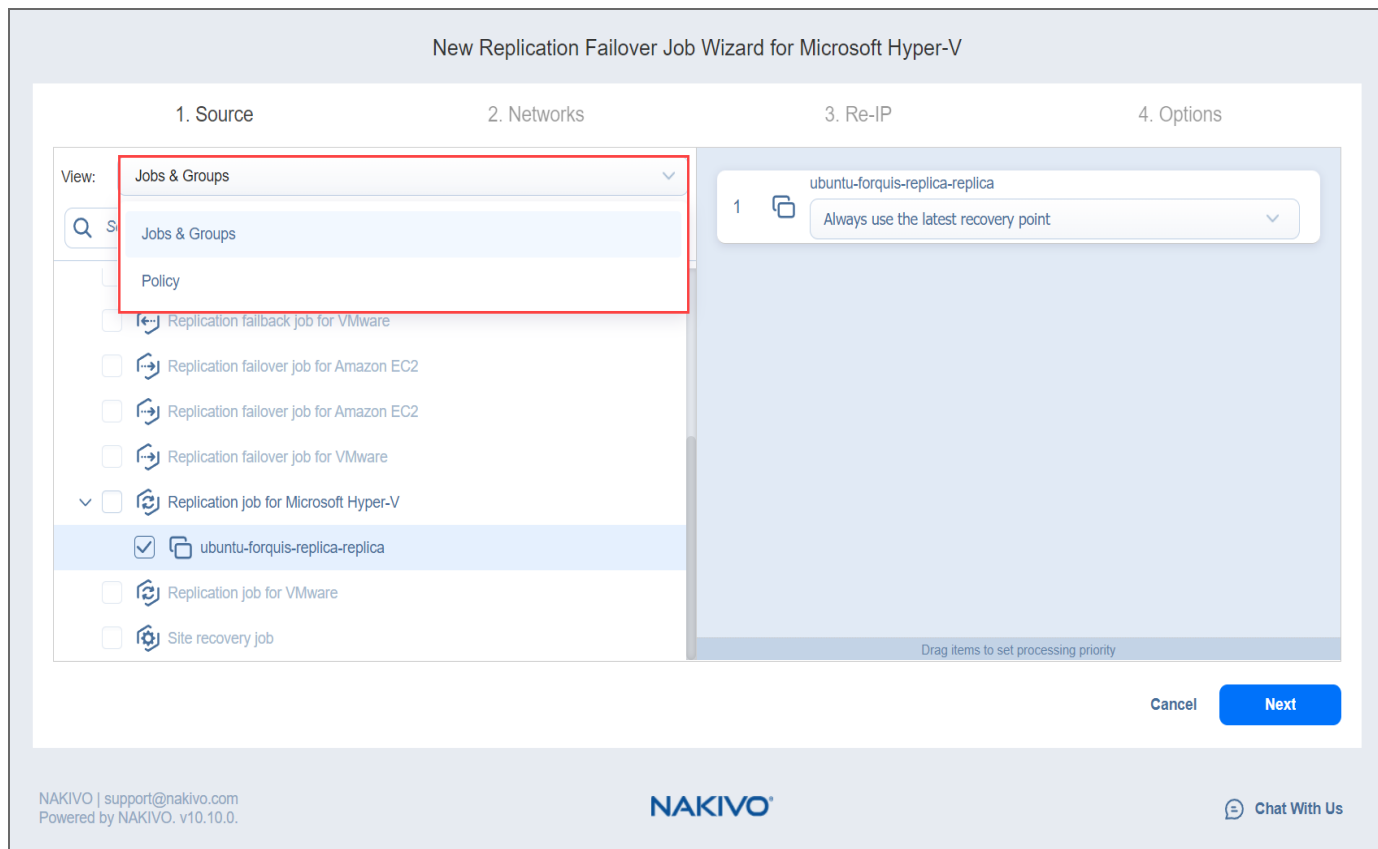 New Replication Failover Job Wizard for Microsoft Hyper-V
1. Source
2. Networks
3. Re-IP
4. Options
View:
Jobs & Groups
Jobs & Groups
Policy
Replication failback job for VMware
Replication failover job for Amazon EC2
Replication failover job for Amazon EC2
Replication failover job for VMware
Replication job for Microsoft Hyper-V
ubuntu-forquis-replica-replica
Replication job for VMware
Site recovery job
1
ubuntu-forquis-replica-replica
Always use the latest recovery point
Drag items to set processing priority
Cancel
Next
NAKIVO | support@nakivo.com
Powered by NAKIVO. v10.10.0.
NAKIVO®
Chat With Us